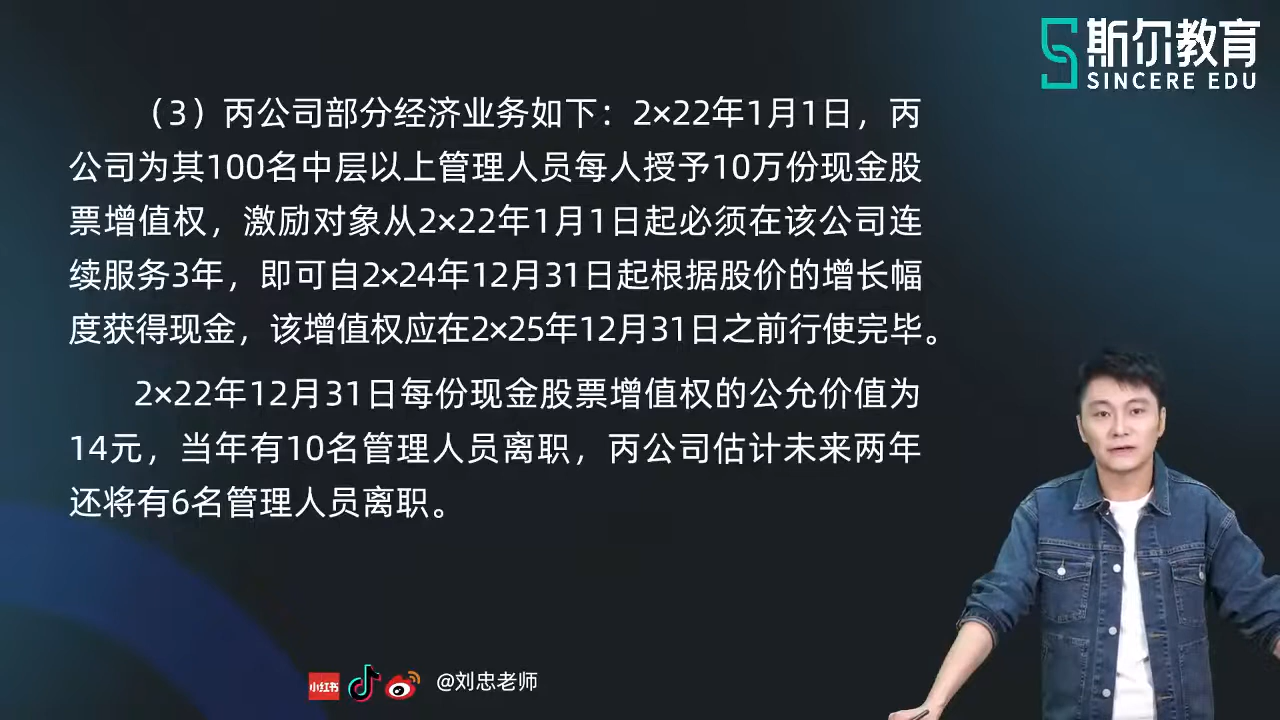 斯尔教育
SINCERE EDU
（3）丙公司部分经济业务如下：2×22年1月1日，丙
公司为其100名中层以上管理人员每人授予10万份现金股
票增值权，激励对象从2×22年1月1日起必须在该公司连
续服务3年，即可自2×24年12月31日起根据股价的增长幅
度获得现金，该增值权应在2×25年12月31日之前行使完毕。
2×22年12月31日每份现金股票增值权的公允价值为
14元，当年有10名管理人员离职，丙公司估计未来两年
还将有6名管理人员离职。
小红书
@刘忠老师